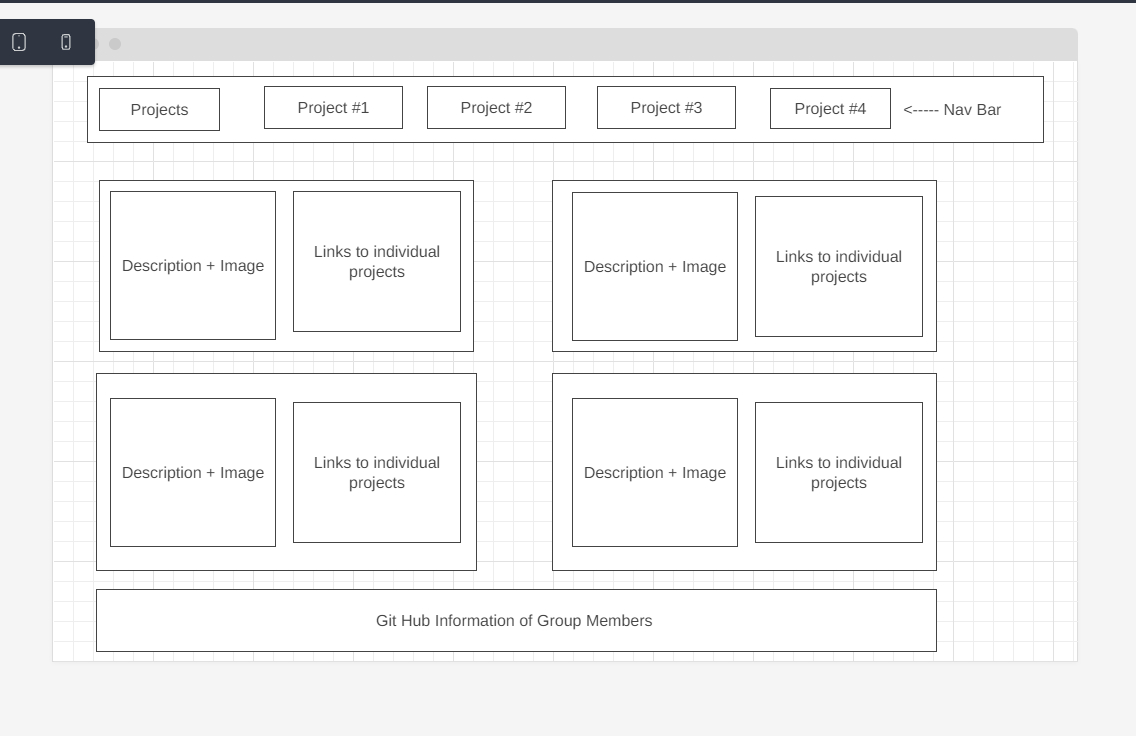 Projects
Project #1
Project #2
Project #3
Project #4
<----- Nav Bar
Description + Image
Links to individual
projects
Description + Image
Links to individual
projects
Description + Image
Links to individual
projects
Description + Image
Links to individual
projects
Git Hub Information of Group Members